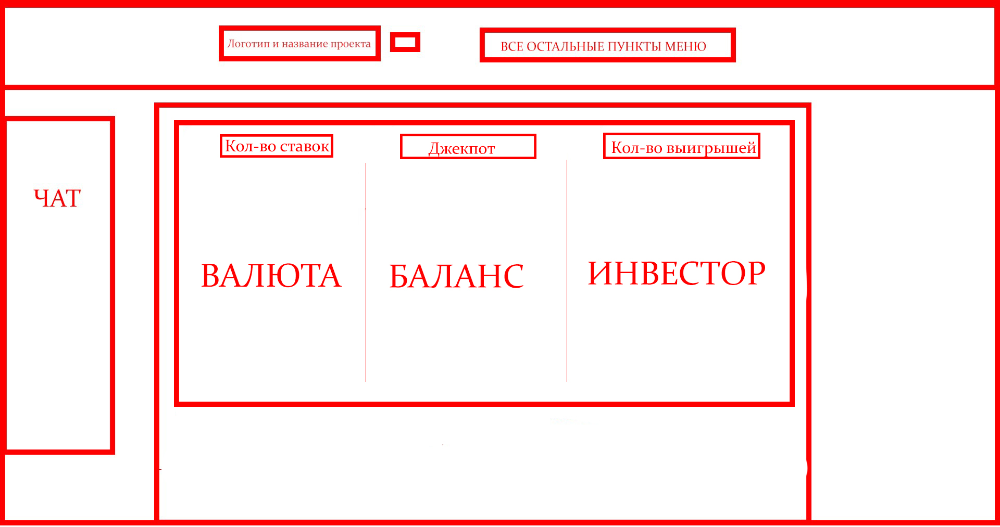 Логотип и название проекта
ВСЕ ОСТАЛЬНЫЕ ПУНКТЫ МЕНЮ
Кол-во ставок
Джекпот
Кол-во выигрышей
ЧАТ
ВАЛЮТА
БАЛАНС
ИНВЕСТОР